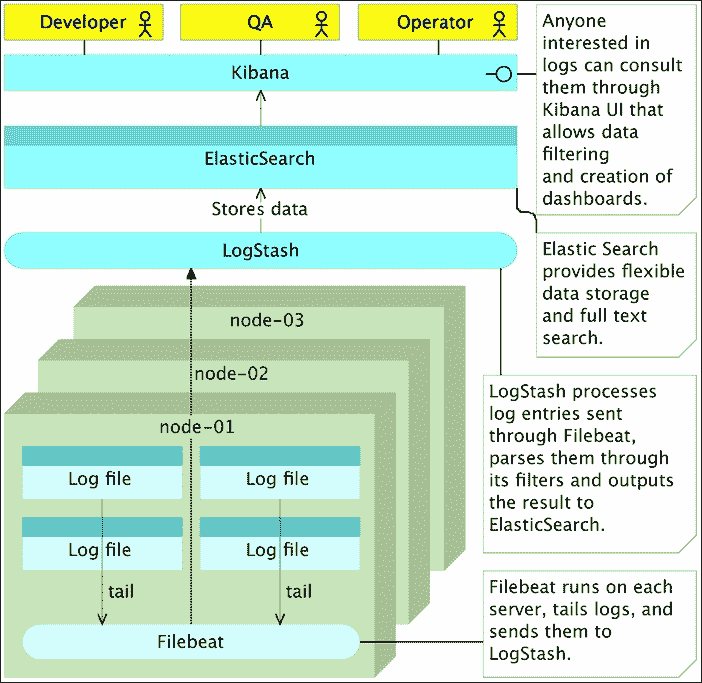 Developer
QA
Operator
Kibana
Anyone
interested in
logs can consult
them through
Kibana UI that
allows data
filtering
and creation of
dashboards.
ElasticSearch
Stores data
LogStash
Elastic Search
provides flexible
data storage
and full text
search.
node-03
node-02
node-01
LogStash processes
log entries sent
through Filebeat,
parses them through
its filters and outputs
the result to
ElasticSearch.
Log file
Log file
Log file
Log file
tail
tail
Filebeat
Filebeat runs on each
server, tails logs, and
sends them to
LogStash.